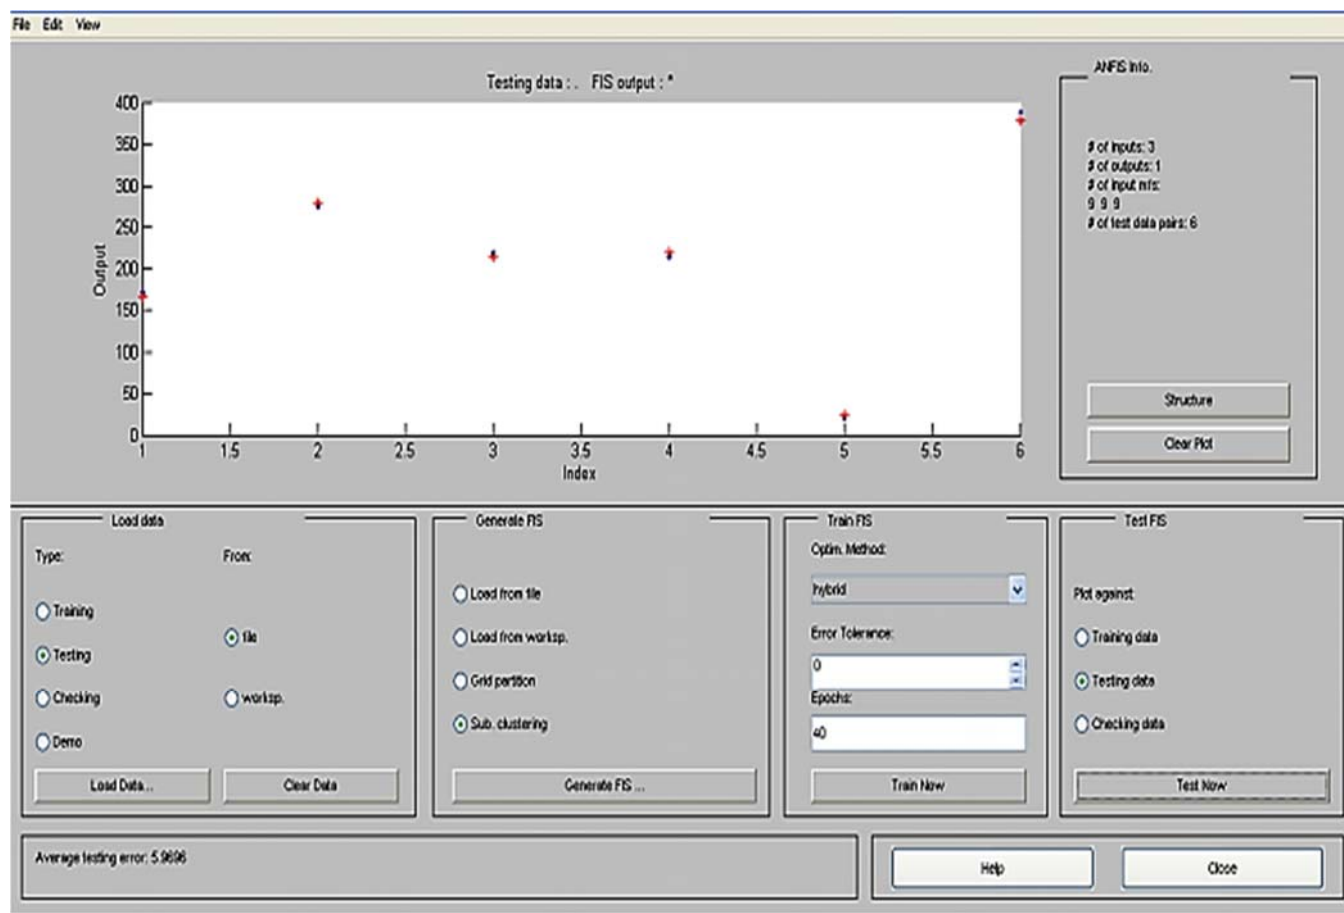 File Edit View
Testing data : . FIS output : *
400
350
300
250
200
150
100
50
0
Output
1 1.5 2 2.5 3 3.5 4 4.5 5 5.5 6
Index
ANFIS Info.
# of inputs: 3
# of outputs: 1
# of input mfs:
9 9 9
# of test data pairs: 6
Structure
Clear Plot
Load data
Type:
From:
Training
Testing
Checking
Demo
file
worksp.
Load Data...
Clear Data
Generate FIS
Load from file
Load from worksp.
Grid partition
Sub. clustering
Generate FIS ...
Train FIS
Optim. Method:
hybrid
Error Tolerance:
0
Epochs:
40
Train Now
Test FIS
Plot against:
Training data
Testing data
Checking data
Test Now
Average testing error: 5.9696
Help
Close